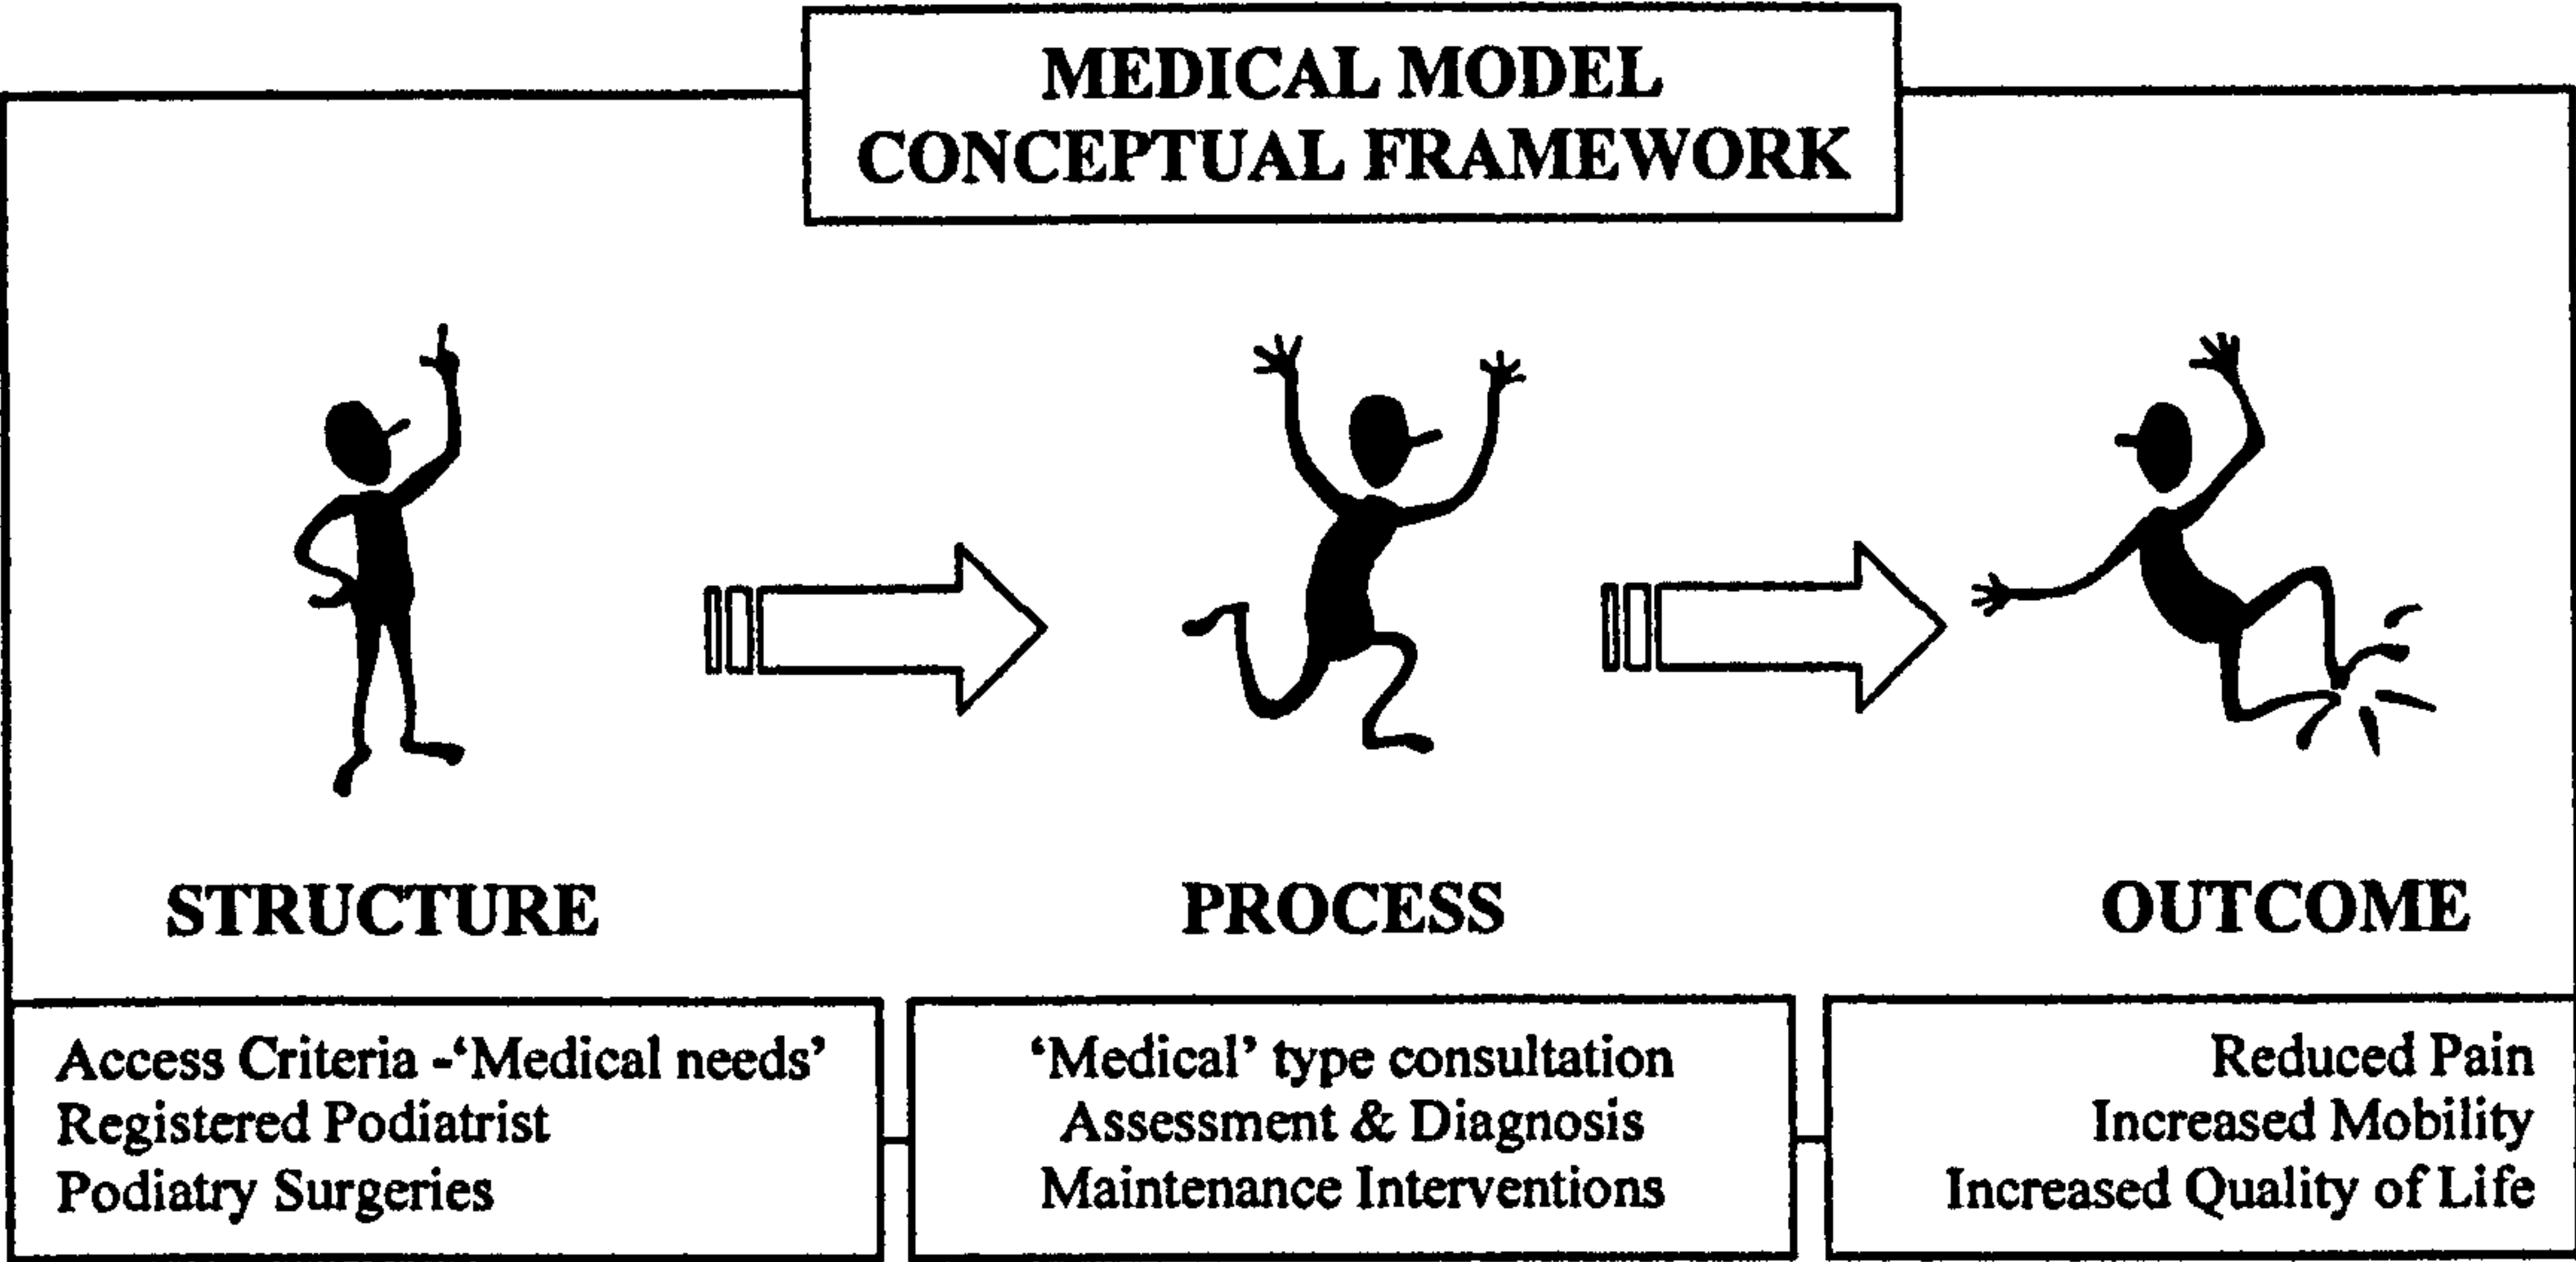 MEDICAL MODEL
CONCEPTUAL FRAMEWORK
STRUCTURE
PROCESS
OUTCOME
Access Criteria -‘Medical needs’
Registered Podiatrist
Podiatry Surgeries
‘Medical’ type consultation
Assessment & Diagnosis
Maintenance Interventions
Reduced Pain
Increased Mobility
Increased Quality of Life